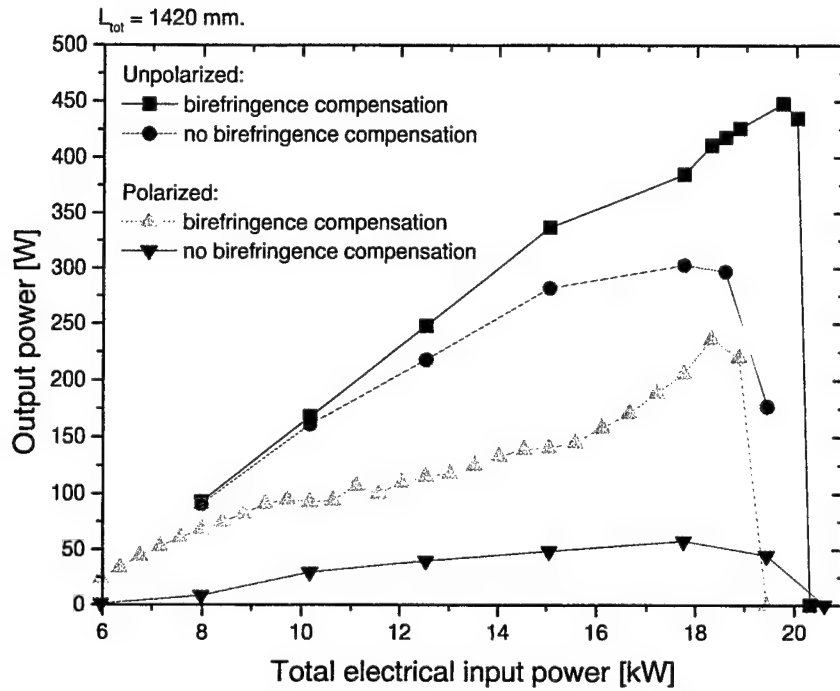 L_tot = 1420 mm.
500
450
400
350
300
250
200
150
100
50
0
Output power [W]
Unpolarized:
birefringence compensation
no birefringence compensation
Polarized:
birefringence compensation
no birefringence compensation
6 8 10 12 14 16 18 20
Total electrical input power [kW]